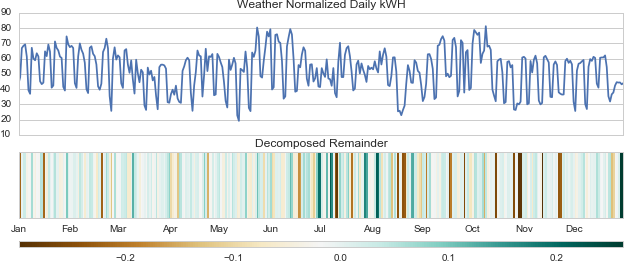 Weather Normalized Daily kWH
90
80
70
60
50
40
30
20
10
Decomposed Remainder
Jan Feb Mar Apr May Jun Jul Aug Sep Oct Nov Dec
−0.2 −0.1 0.0 0.1 0.2